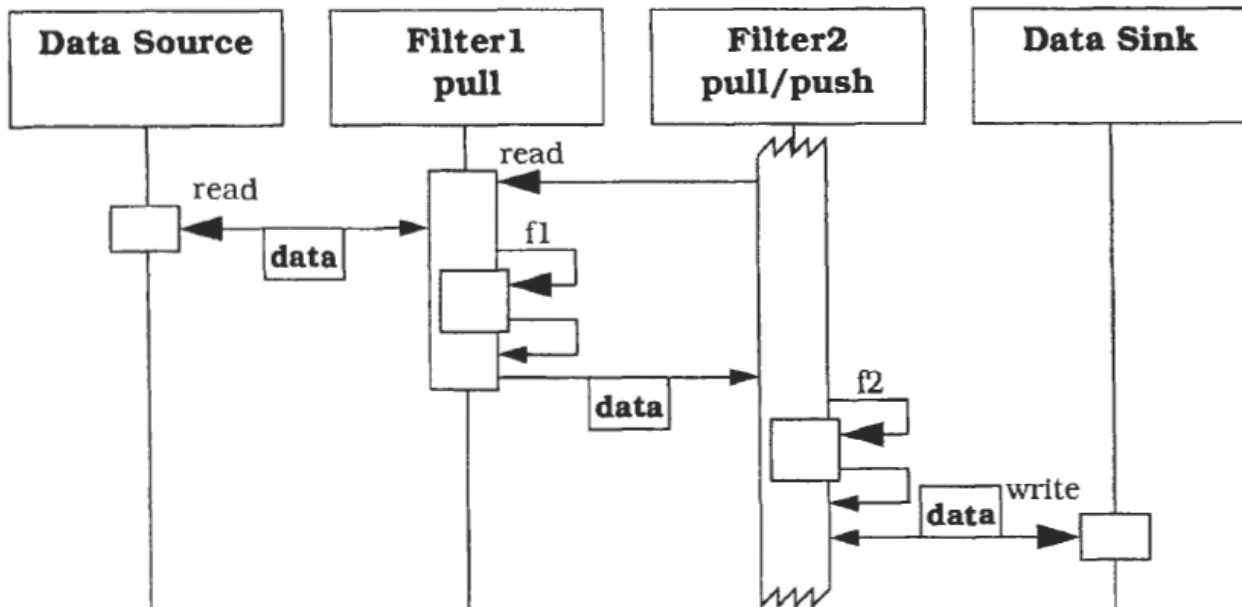 Data Source
Filter1
pull
Filter2
pull/push
Data Sink
read
read
data
f1
data
f2
write
data